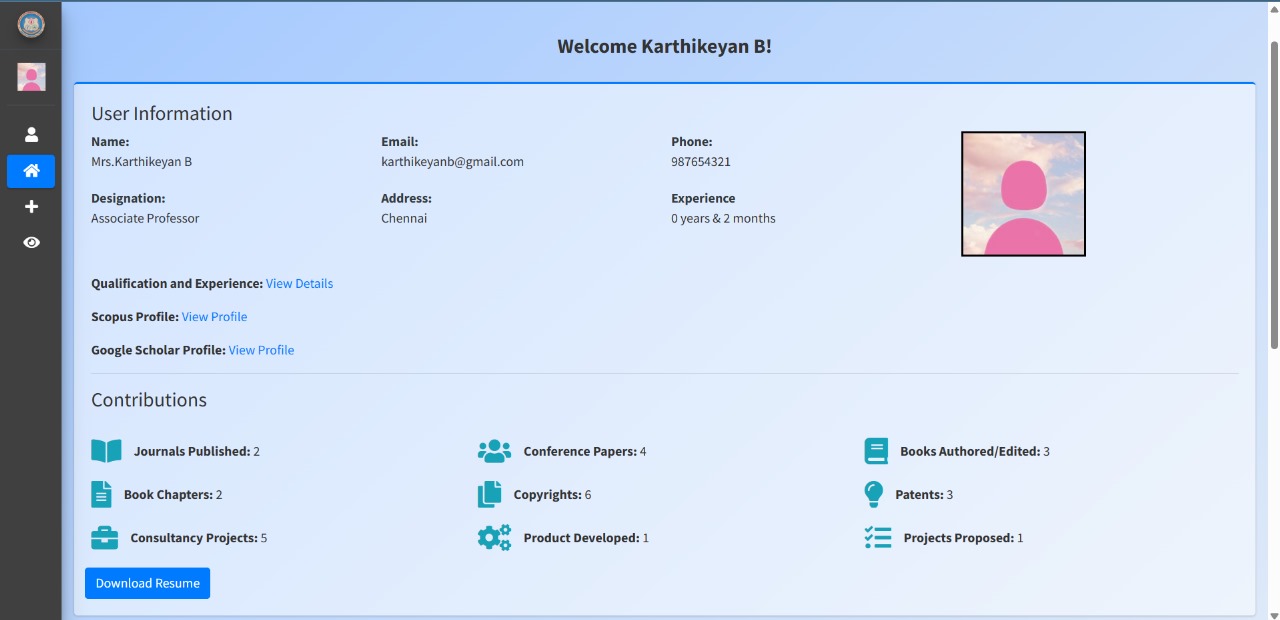 Welcome Karthikeyan B!
User Information
Name: Email: Phone:
Mrs.Karthikeyan B karthikeyanb@gmail.com 987654321
Designation: Address: Experience
Associate Professor Chennai 0 years & 2 months
Qualification and Experience: View Details
Scopus Profile: View Profile
Google Scholar Profile: View Profile
Contributions
Journals Published: 2 Conference Papers: 4 Books Authored/Edited: 3
Book Chapters: 2 Copyrights: 6 Patents: 3
Consultancy Projects: 5 Product Developed: 1 Projects Proposed: 1
Download Resume